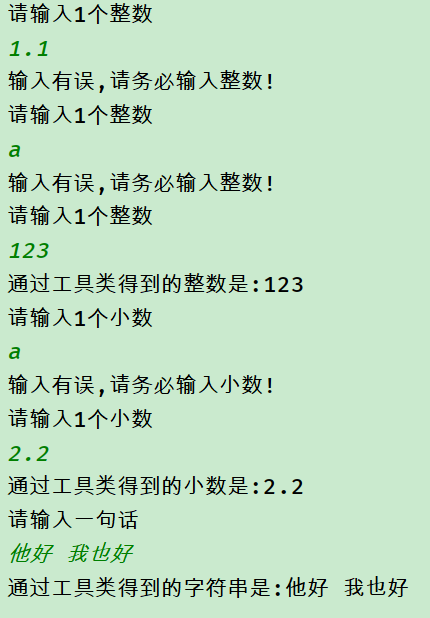 请输入1个整数
1.1
输入有误,请务必输入整数!
请输入1个整数
a
输入有误,请务必输入整数!
请输入1个整数
123
通过工具类得到的整数是:123
请输入1个小数
a
输入有误,请务必输入小数!
请输入1个小数
2.2
通过工具类得到的小数是:2.2
请输入一句话
他好 我也好
通过工具类得到的字符串是:他好 我也好